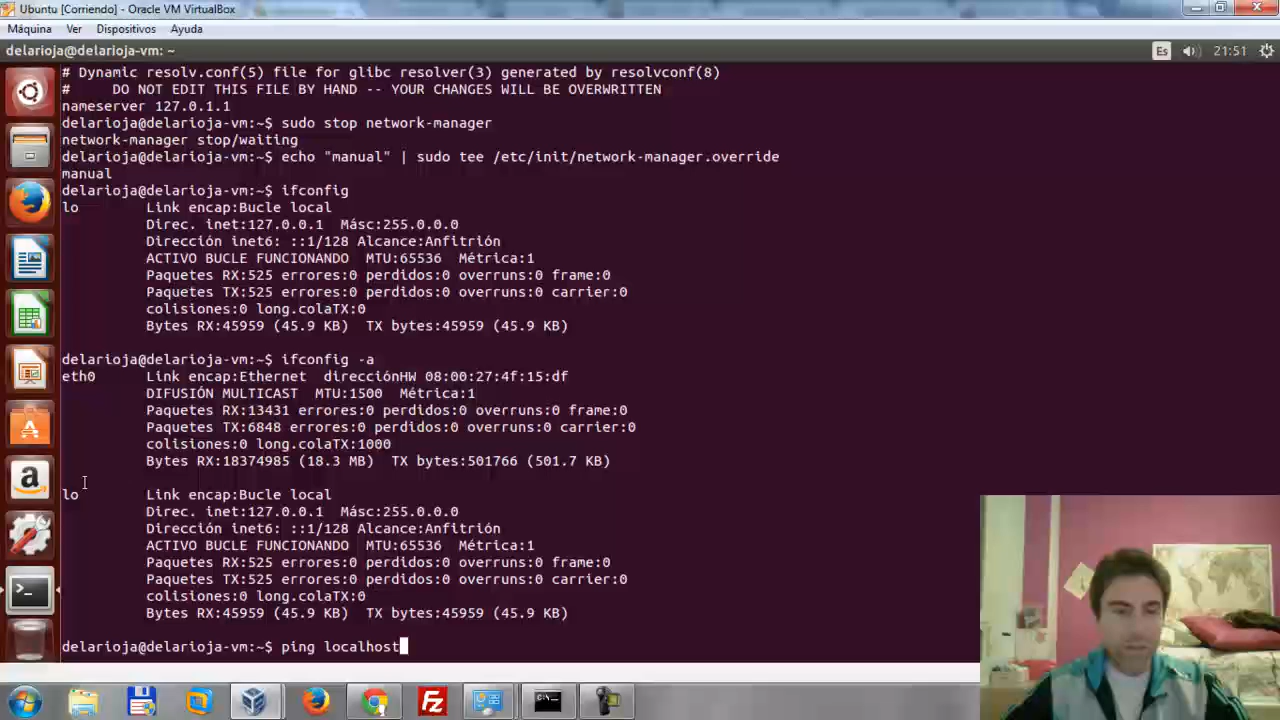 Ubuntu [Corriendo] - Oracle VM VirtualBox
Máquina Ver Dispositivos Ayuda
delarioja@delarioja-vm: ~ Es 21:51
# Dynamic resolv.conf(5) file for glibc resolver(3) generated by resolvconf(8)
#     DO NOT EDIT THIS FILE BY HAND -- YOUR CHANGES WILL BE OVERWRITTEN
nameserver 127.0.1.1
delarioja@delarioja-vm:~$ sudo stop network-manager
network-manager stop/waiting
delarioja@delarioja-vm:~$ echo "manual" | sudo tee /etc/init/network-manager.override
manual
delarioja@delarioja-vm:~$ ifconfig
lo        Link encap:Bucle local
          Direc. inet:127.0.0.1  Másc:255.0.0.0
          Dirección inet6: ::1/128 Alcance:Anfitrión
          ACTIVO BUCLE FUNCIONANDO  MTU:65536  Métrica:1
          Paquetes RX:525 errores:0 perdidos:0 overruns:0 frame:0
          Paquetes TX:525 errores:0 perdidos:0 overruns:0 carrier:0
          colisiones:0 long.colaTX:0
          Bytes RX:45959 (45.9 KB)  TX bytes:45959 (45.9 KB)
delarioja@delarioja-vm:~$ ifconfig -a
eth0      Link encap:Ethernet  direcciónHW 08:00:27:4f:15:df
          DIFUSIÓN MULTICAST  MTU:1500  Métrica:1
          Paquetes RX:13431 errores:0 perdidos:0 overruns:0 frame:0
          Paquetes TX:6848 errores:0 perdidos:0 overruns:0 carrier:0
          colisiones:0 long.colaTX:1000
          Bytes RX:18374985 (18.3 MB)  TX bytes:501766 (501.7 KB)
lo        Link encap:Bucle local
          Direc. inet:127.0.0.1  Másc:255.0.0.0
          Dirección inet6: ::1/128 Alcance:Anfitrión
          ACTIVO BUCLE FUNCIONANDO  MTU:65536  Métrica:1
          Paquetes RX:525 errores:0 perdidos:0 overruns:0 frame:0
          Paquetes TX:525 errores:0 perdidos:0 overruns:0 carrier:0
          colisiones:0 long.colaTX:0
          Bytes RX:45959 (45.9 KB)  TX bytes:45959 (45.9 KB)
delarioja@delarioja-vm:~$ ping localhost